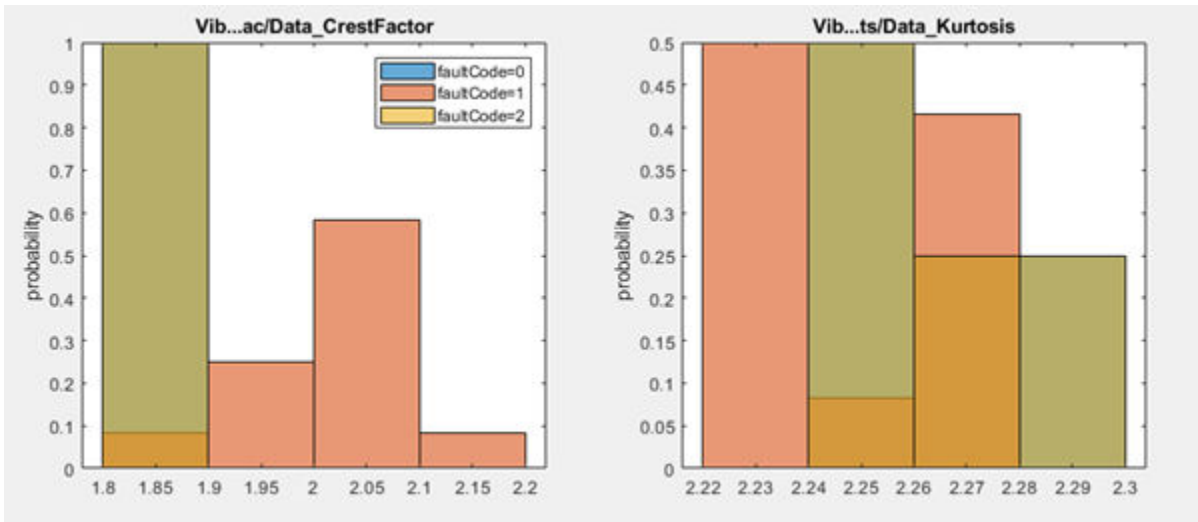 Vib...ac/Data_CrestFactor
probability
1
0.9
0.8
0.7
0.6
0.5
0.4
0.3
0.2
0.1
0
1.8 1.85 1.9 1.95 2 2.05 2.1 2.15 2.2
faultCode=0
faultCode=1
faultCode=2
Vib...ts/Data_Kurtosis
probability
0.5
0.45
0.4
0.35
0.3
0.25
0.2
0.15
0.1
0.05
0
2.22 2.23 2.24 2.25 2.26 2.27 2.28 2.29 2.3